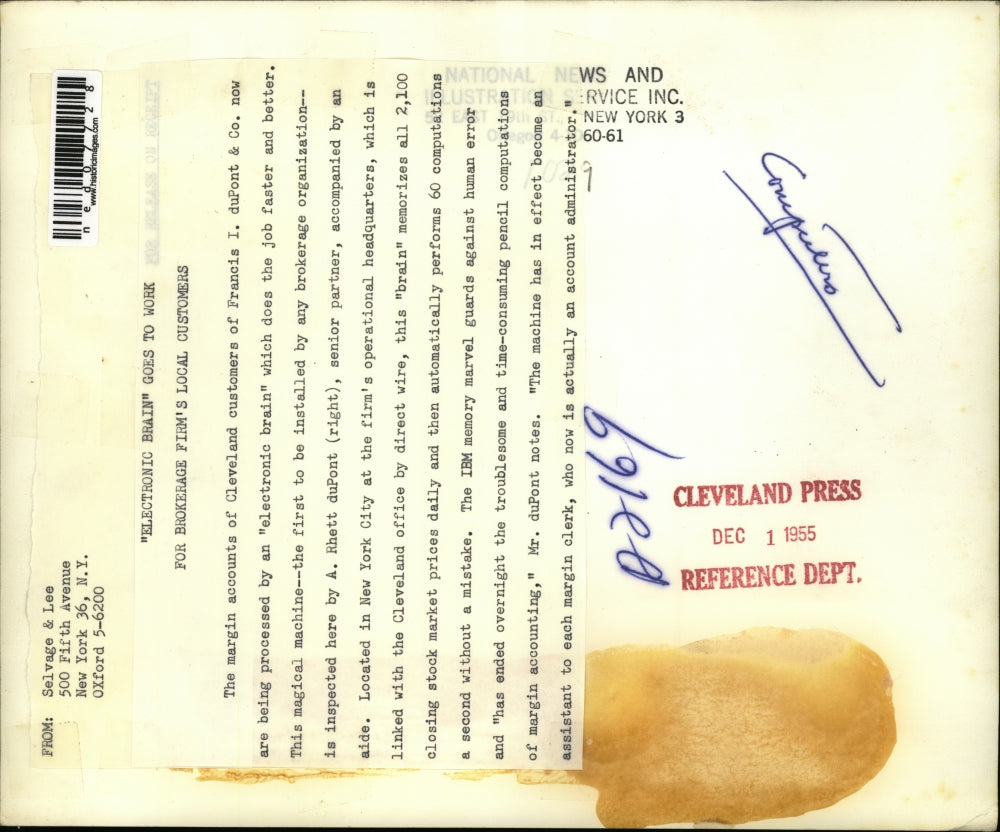 FROM: Selvage & Lee
500 Fifth Avenue
New York 36, N.Y.
OXford 5-6200
"ELECTRONIC BRAIN" GOES TO WORK
FOR BROKERAGE FIRM'S LOCAL CUSTOMERS
The margin accounts of Cleveland customers of Francis I. duPont & Co. now
are being processed by an "electronic brain" which does the job faster and better.
This magical machine--the first to be installed by any brokerage organization--
is inspected here by A. Rhett duPont (right), senior partner, accompanied by an
aide. Located in New York City at the firm's operational headquarters, which is
linked with the Cleveland office by direct wire, this "brain" memorizes all 2,100
closing stock market prices daily and then automatically performs 60 computations
a second without a mistake. The IBM memory marvel guards against human error
and "has ended overnight the troublesome and time-consuming pencil computations
of margin accounting," Mr. duPont notes. "The machine has in effect become an
assistant to each margin clerk, who now is actually an account administrator."
nedo7728
www.historicimages.com
NATIONAL NEWS AND
ILLUSTRATION SERVICE INC.
EAST 9th ST., NEW YORK 3
Oregon 4-6060-61
Computers
CLEVELAND PRESS
DEC 1 1955
REFERENCE DEPT.